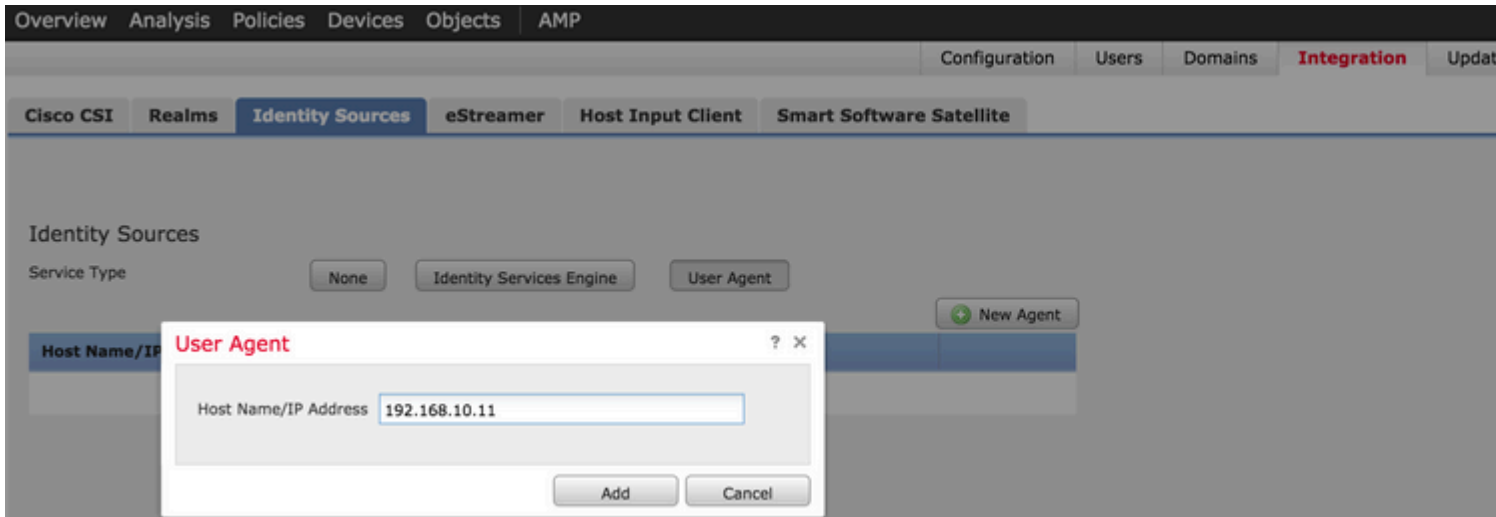 Overview Analysis Policies Devices Objects AMP
Configuration Users Domains Integration Updat
Cisco CSI Realms Identity Sources eStreamer Host Input Client Smart Software Satellite
Identity Sources
Service Type None Identity Services Engine User Agent
New Agent
Host Name/IP
User Agent ? ×
Host Name/IP Address 192.168.10.11
Add Cancel